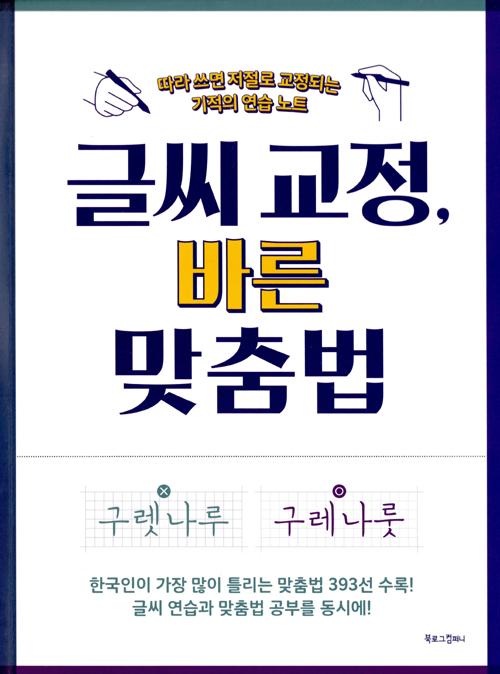 따라 쓰면 저절로 교정되는
기적의 연습 노트
글씨 교정,
바른
맞춤법
구렛나루
구레나룻
한국인이 가장 많이 틀리는 맞춤법 393선 수록!
글씨 연습과 맞춤법 공부를 동시에!
북로그컴퍼니